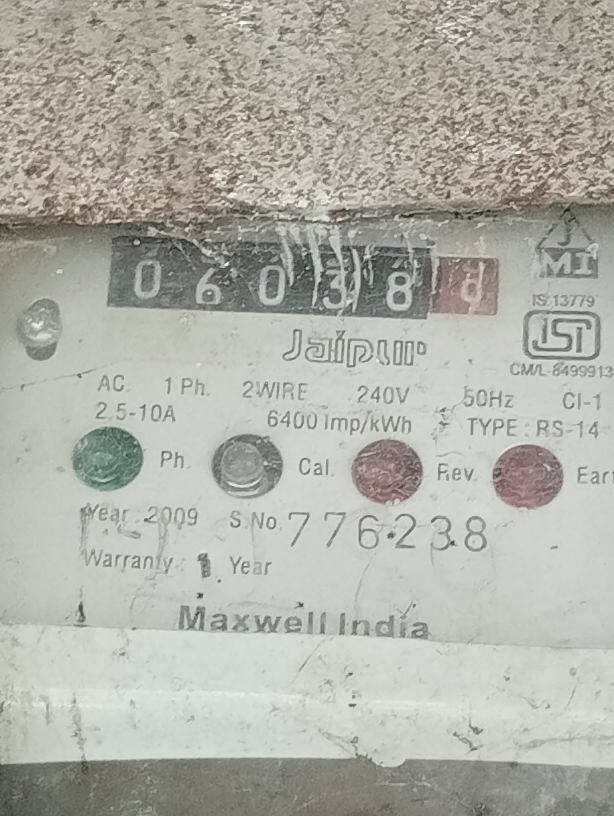 0 6 0 3 8
MI
IS 13779
ISI
CM/L-8499913
Jaipur
AC 1 Ph. 2WIRE 240V 50Hz Cl-1
2.5-10A 6400 Imp/kWh TYPE : RS-14
Ph. Cal. Rev. Eart
Year 2009 S.No. 776238
Warranty 1 Year
Maxwell India